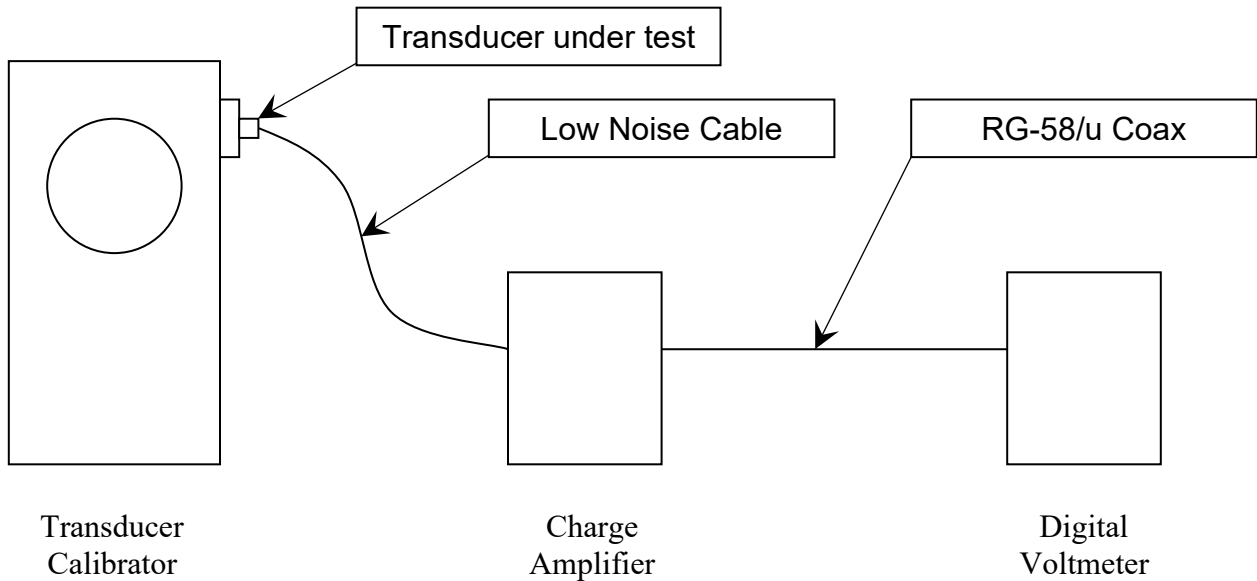 Transducer under test
Low Noise Cable
RG-58/u Coax
Transducer
Calibrator
Charge
Amplifier
Digital
Voltmeter